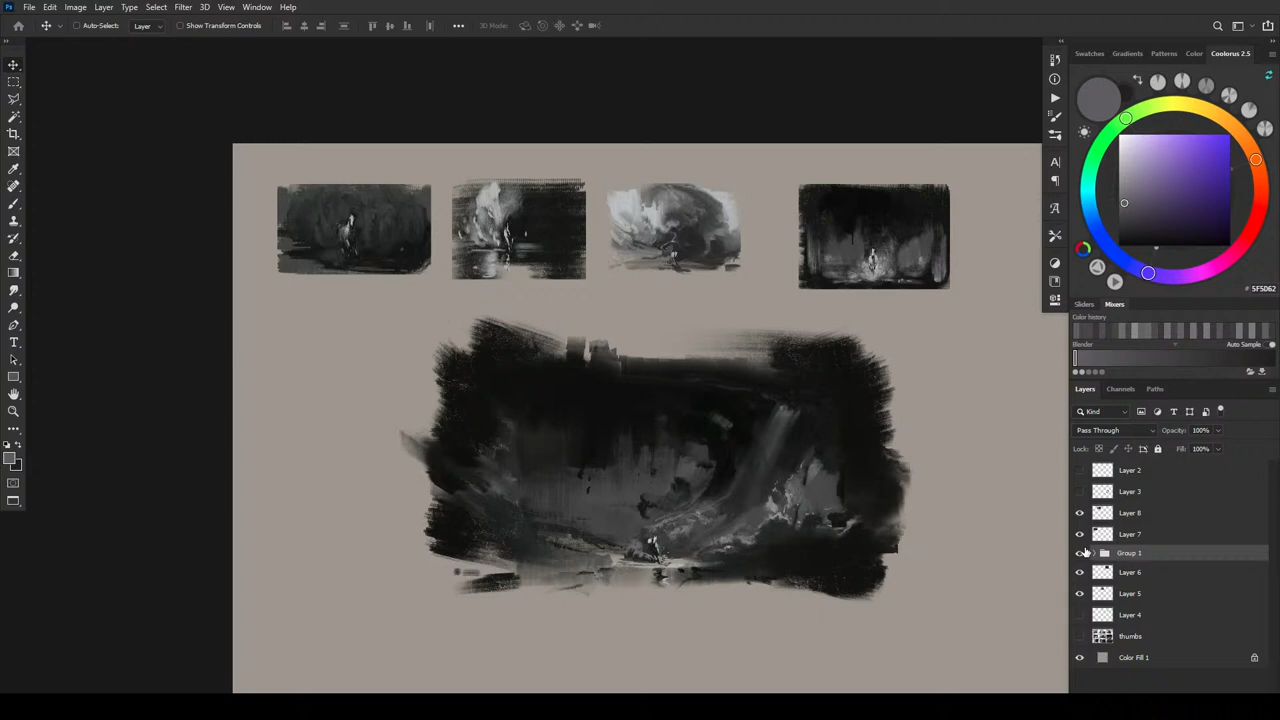 Ps File Edit Image Layer Type Select Filter 3D View Window Help
Auto-Select: Layer Show Transform Controls 3D Mode:
Swatches Gradients Patterns Color Coolorus 2.5
# 5F5D62
Sliders Mixers
Color history
Blender Auto Sample
Layers Channels Paths
Kind
Pass Through Opacity: 100%
Lock: Fill: 100%
Layer 2
Layer 3
Layer 8
Layer 7
Group 1
Layer 6
Layer 5
Layer 4
thumbs
Color Fill 1